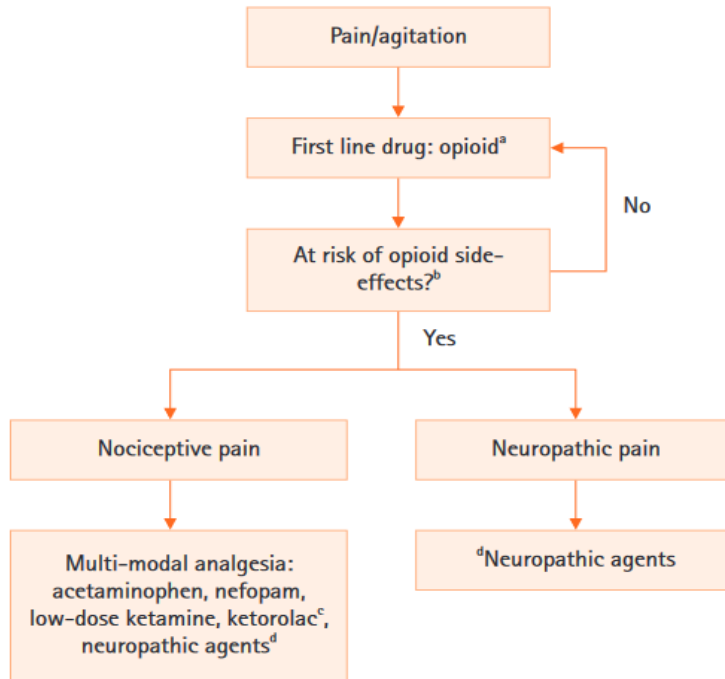 Pain/agitation
First line drug: opioidᵃ
No
At risk of opioid side-
effects?ᵇ
Yes
Nociceptive pain
Neuropathic pain
Multi-modal analgesia:
acetaminophen, nefopam,
low-dose ketamine, ketorolacᶜ,
neuropathic agentsᵈ
ᵈNeuropathic agents